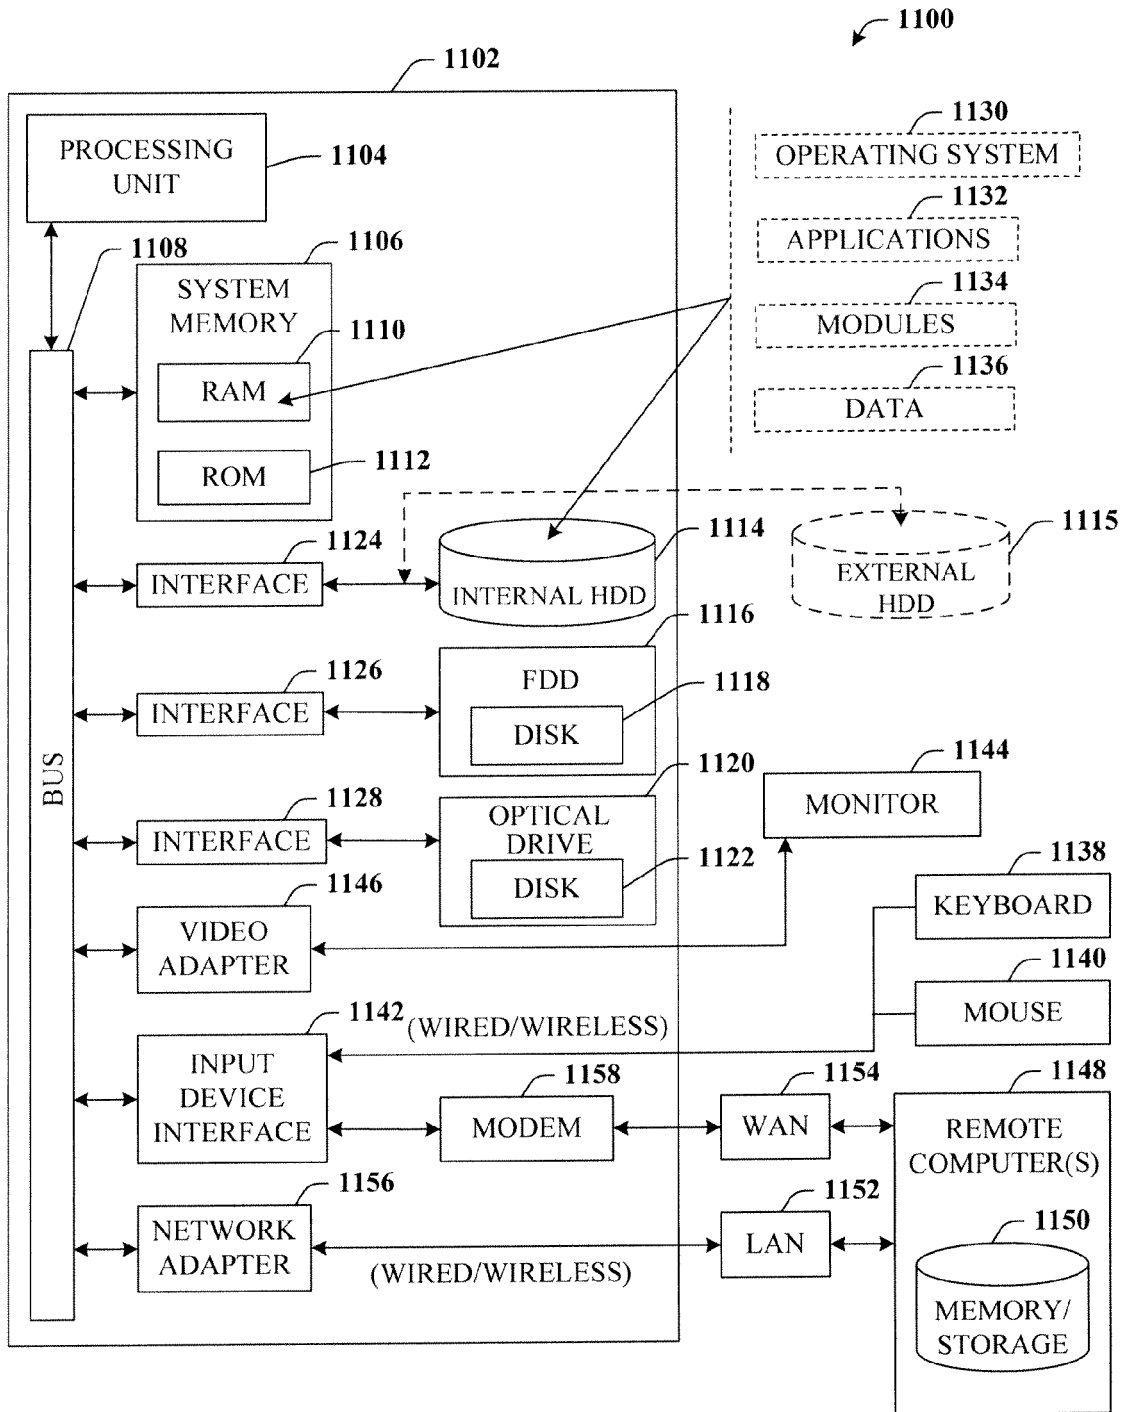 1100
1102
PROCESSING
UNIT
1104
1108
1106
SYSTEM
MEMORY
1110
RAM
ROM
1112
1130
OPERATING SYSTEM
1132
APPLICATIONS
1134
MODULES
1136
DATA
1124
INTERFACE
1114
INTERNAL HDD
1115
EXTERNAL
HDD
1126
INTERFACE
1116
FDD
1118
DISK
BUS
1128
INTERFACE
1120
OPTICAL
DRIVE
1122
DISK
1144
MONITOR
1146
VIDEO
ADAPTER
1138
KEYBOARD
1140
MOUSE
1142
(WIRED/WIRELESS)
INPUT
DEVICE
INTERFACE
1158
MODEM
1154
WAN
1148
REMOTE
COMPUTER(S)
1156
NETWORK
ADAPTER
(WIRED/WIRELESS)
1152
LAN
1150
MEMORY/
STORAGE